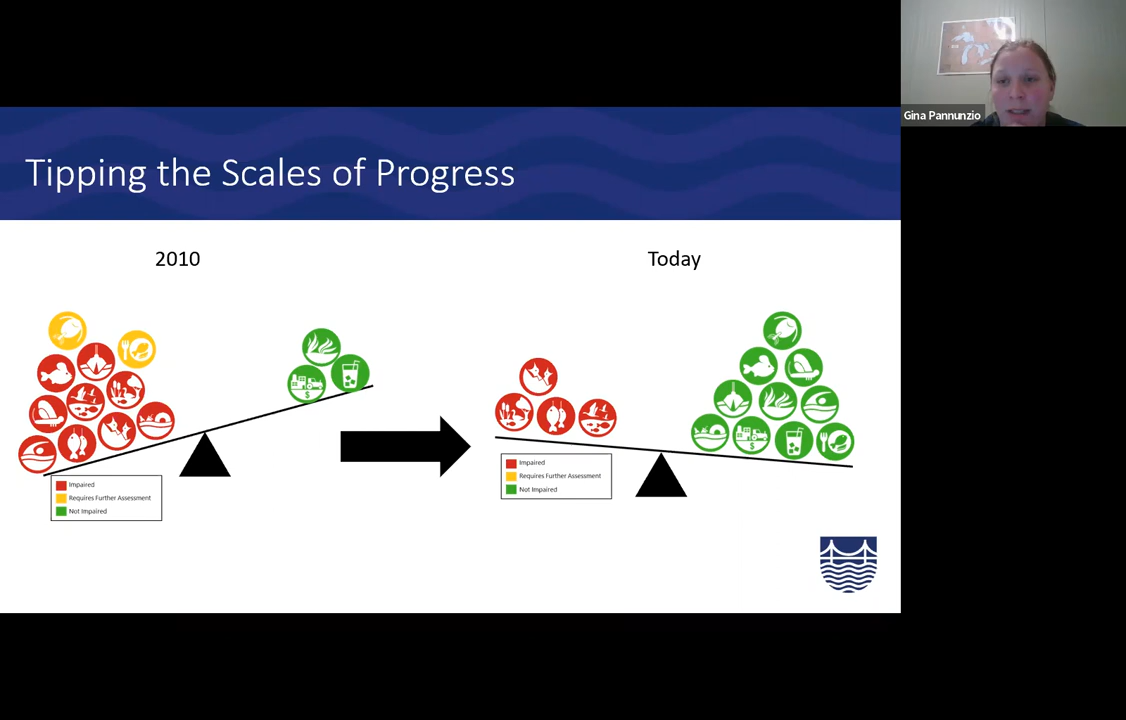 Gina Pannunzio
Tipping the Scales of Progress
2010
Today
$
$
Impaired
Requires Further Assessment
Not Impaired
Impaired
Requires Further Assessment
Not Impaired